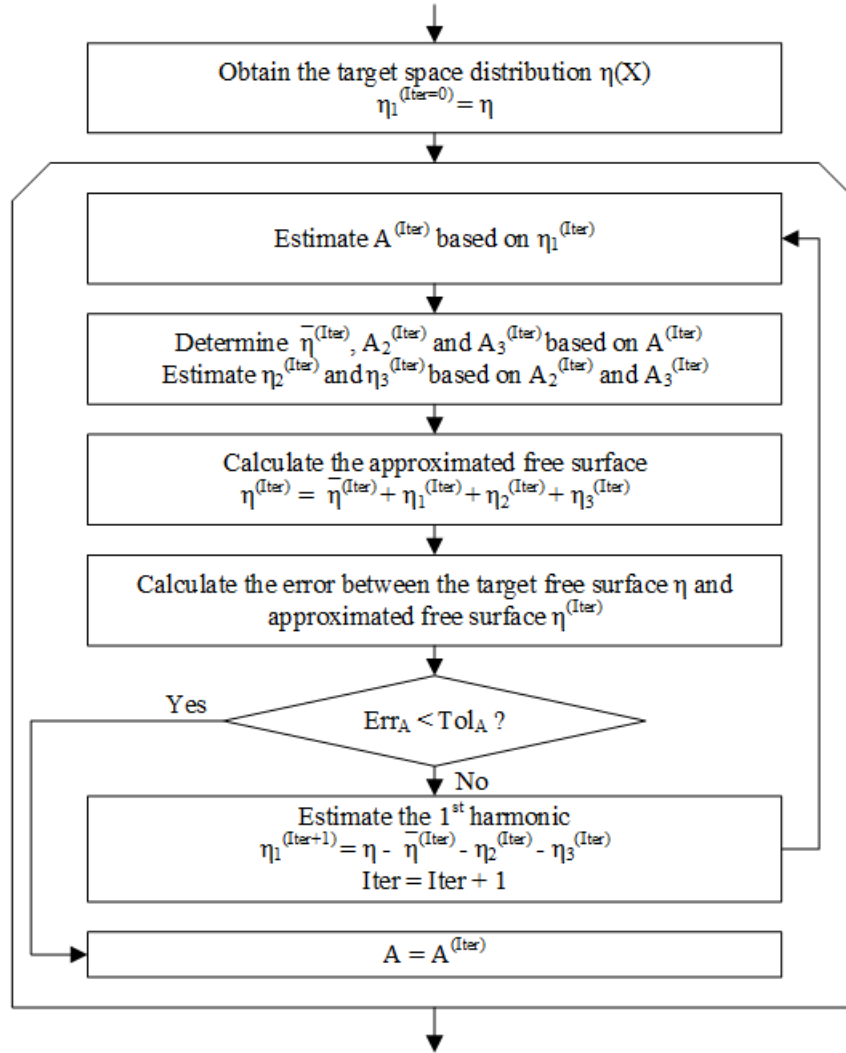 Obtain the target space distribution η(X)
η₁⁽ᴵᵗᵉʳ⁼⁰⁾ = η
Estimate A⁽ᴵᵗᵉʳ⁾ based on η₁⁽ᴵᵗᵉʳ⁾
Determine η̅⁽ᴵᵗᵉʳ⁾, A₂⁽ᴵᵗᵉʳ⁾ and A₃⁽ᴵᵗᵉʳ⁾ based on A⁽ᴵᵗᵉʳ⁾
Estimate η₂⁽ᴵᵗᵉʳ⁾ and η₃⁽ᴵᵗᵉʳ⁾ based on A₂⁽ᴵᵗᵉʳ⁾ and A₃⁽ᴵᵗᵉʳ⁾
Calculate the approximated free surface
η⁽ᴵᵗᵉʳ⁾ = η̅⁽ᴵᵗᵉʳ⁾ + η₁⁽ᴵᵗᵉʳ⁾ + η₂⁽ᴵᵗᵉʳ⁾ + η₃⁽ᴵᵗᵉʳ⁾
Calculate the error between the target free surface η and
approximated free surface η⁽ᴵᵗᵉʳ⁾
Yes
Err_A < Tol_A ?
No
Estimate the 1ˢᵗ harmonic
η₁⁽ᴵᵗᵉʳ⁺¹⁾ = η - η̅⁽ᴵᵗᵉʳ⁾ - η₂⁽ᴵᵗᵉʳ⁾ - η₃⁽ᴵᵗᵉʳ⁾
Iter = Iter + 1
A = A⁽ᴵᵗᵉʳ⁾